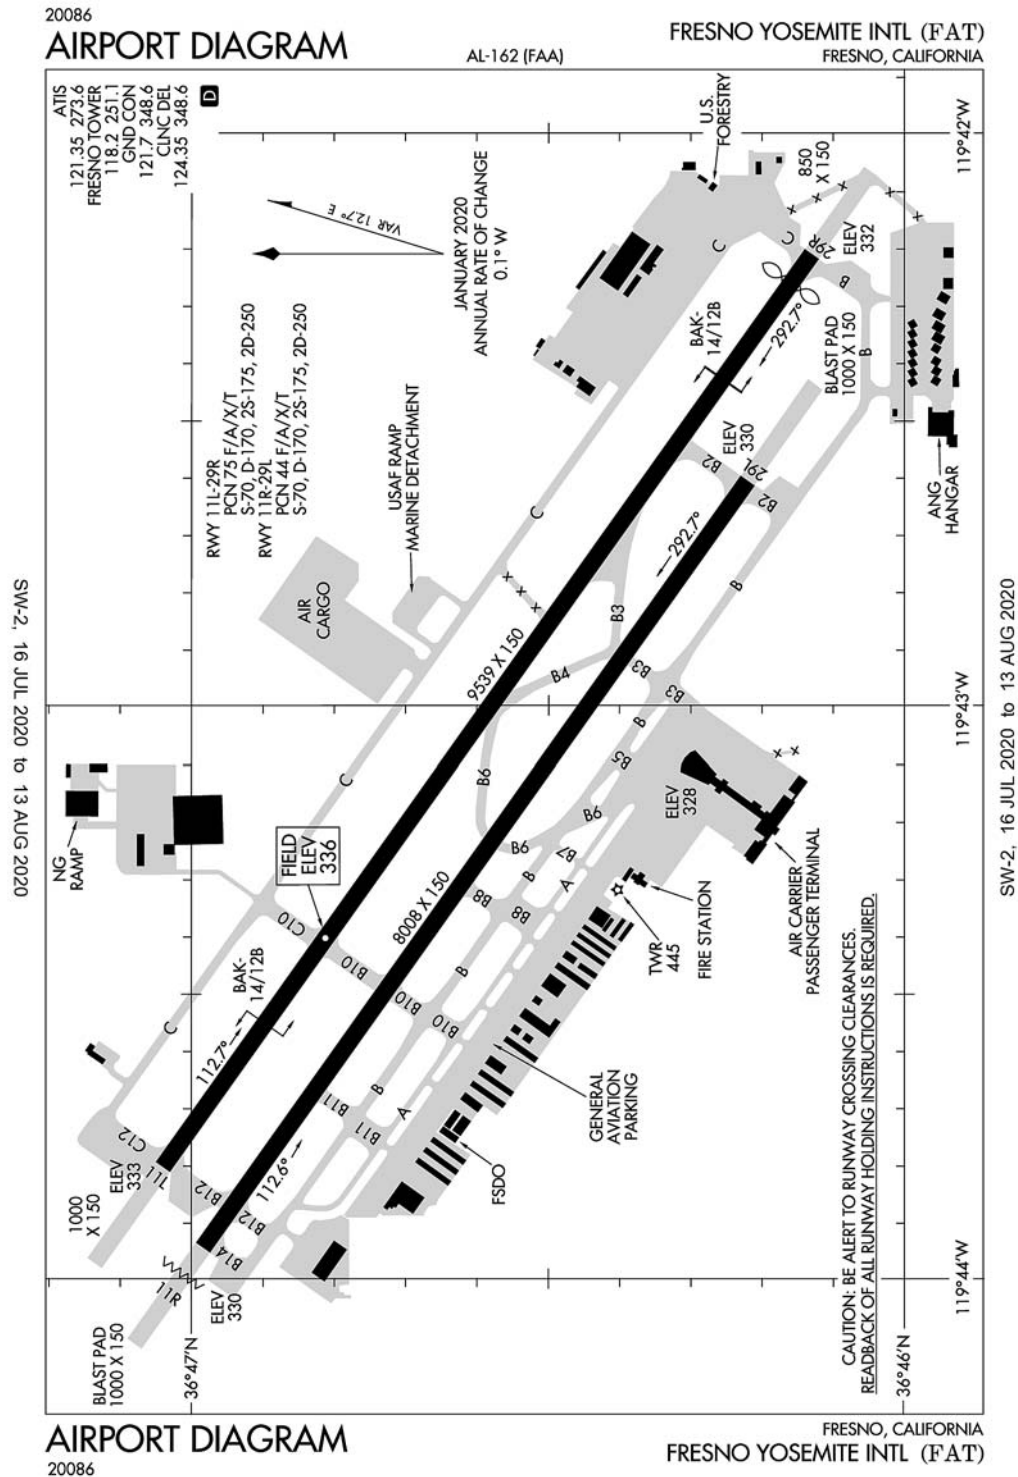 20086
AIRPORT DIAGRAM
AL-162 (FAA)
FRESNO YOSEMITE INTL (FAT)
FRESNO, CALIFORNIA
ATIS
121.35 273.6
FRESNO TOWER
118.2 251.1
GND CON
121.7 348.6
CLNC DEL
124.35 348.6
D
VAR 12.7° E
JANUARY 2020
ANNUAL RATE OF CHANGE
0.1° W
U.S.
FORESTRY
850
X 150
119°42'W
C
C
29R
ELEV
332
B
BLAST PAD
1000 X 150
B
BAK-
14/12B
292.7°
RWY 11L-29R
PCN 75 F/A/X/T
S-70, D-170, 2S-175, 2D-250
RWY 11R-29L
PCN 44 F/A/X/T
S-70, D-170, 2S-175, 2D-250
USAF RAMP
MARINE DETACHMENT
ELEV
330
29L
B2
B2
ANG
HANGAR
C
292.7°
AIR
CARGO
B
B3
9539 X 150
B4
B3
B3
119°43'W
B
B5
C
B6
B6
ELEV
328
NG
RAMP
FIELD
ELEV
336
B6
B7
B
A
B8
B8
8008 X 150
AIR CARRIER
PASSENGER TERMINAL
FIRE STATION
TWR
445
C10
B10
B10
B10
B
BAK-
14/12B
C
112.7°
GENERAL
AVIATION
PARKING
B
A
B11
B11
FSDO
C12
11L
ELEV
333
112.6°
B12
B12
1000
X 150
B14
11R
ELEV
330
BLAST PAD
1000 X 150
36°47'N
36°46'N
119°44'W
CAUTION: BE ALERT TO RUNWAY CROSSING CLEARANCES.
READBACK OF ALL RUNWAY HOLDING INSTRUCTIONS IS REQUIRED.
SW-2, 16 JUL 2020 to 13 AUG 2020
SW-2, 16 JUL 2020 to 13 AUG 2020
AIRPORT DIAGRAM
20086
FRESNO, CALIFORNIA
FRESNO YOSEMITE INTL (FAT)